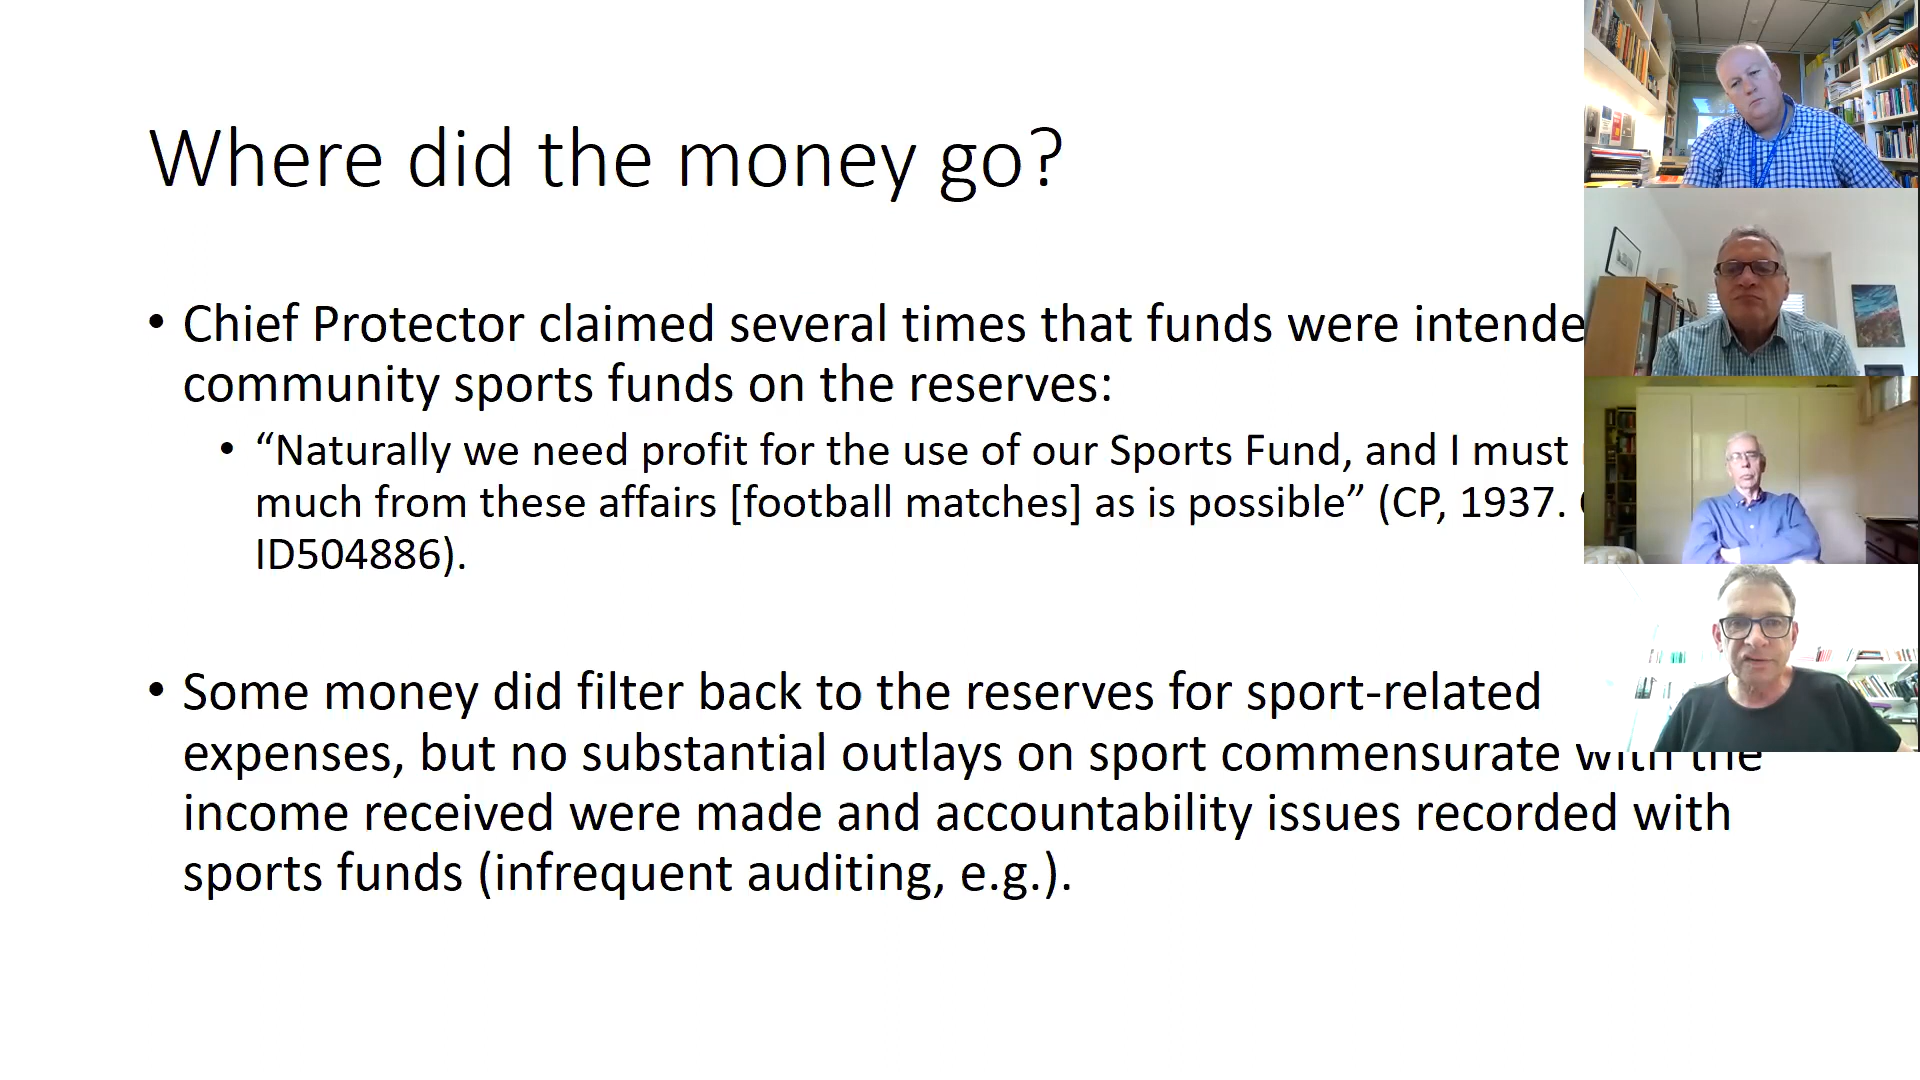 Where did the money go?
• Chief Protector claimed several times that funds were intende
community sports funds on the reserves:
• “Naturally we need profit for the use of our Sports Fund, and I must
much from these affairs [football matches] as is possible” (CP, 1937.
ID504886).
• Some money did filter back to the reserves for sport-related
expenses, but no substantial outlays on sport commensurate with the
income received were made and accountability issues recorded with
sports funds (infrequent auditing, e.g.).